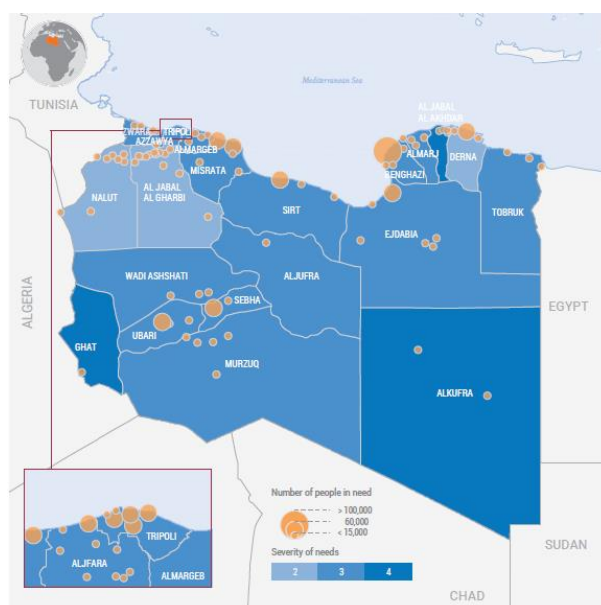 TUNISIA
Mediterranean Sea
AL JABAL
AL AKHDAR
ZWARA
TRIPOLI
AZZAWYA
ALMARGEB
ALMARJ
DERNA
MISRATA
BENGHAZI
NALUT
AL JABAL
AL GHARBI
SIRT
TOBRUK
EJDABIA
ALGERIA
WADI ASHSHATI
ALJUFRA
SEBHA
EGYPT
UBARI
GHAT
MURZUQ
ALKUFRA
TRIPOLI
ALJFARA
ALMARGEB
Number of people in need
> 100,000
60,000
< 15,000
Severity of needs
2 3 4
SUDAN
CHAD